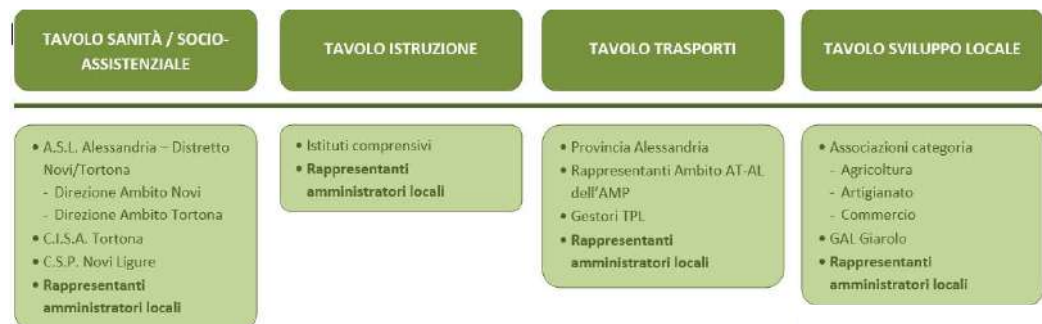 TAVOLO SANITÀ / SOCIO-
ASSISTENZIALE
• A.S.L. Alessandria – Distretto
Novi/Tortona
- Direzione Ambito Novi
- Direzione Ambito Tortona
• C.I.S.A. Tortona
• C.S.P. Novi Ligure
• Rappresentanti
amministratori locali
TAVOLO ISTRUZIONE
• Istituti comprensivi
• Rappresentanti
amministratori locali
TAVOLO TRASPORTI
• Provincia Alessandria
• Rappresentanti Ambito AT-AL
dell'AMP
• Gestori TPL
• Rappresentanti
amministratori locali
TAVOLO SVILUPPO LOCALE
• Associazioni categoria
- Agricoltura
- Artigianato
- Commercio
• GAL Giarolo
• Rappresentanti
amministratori locali